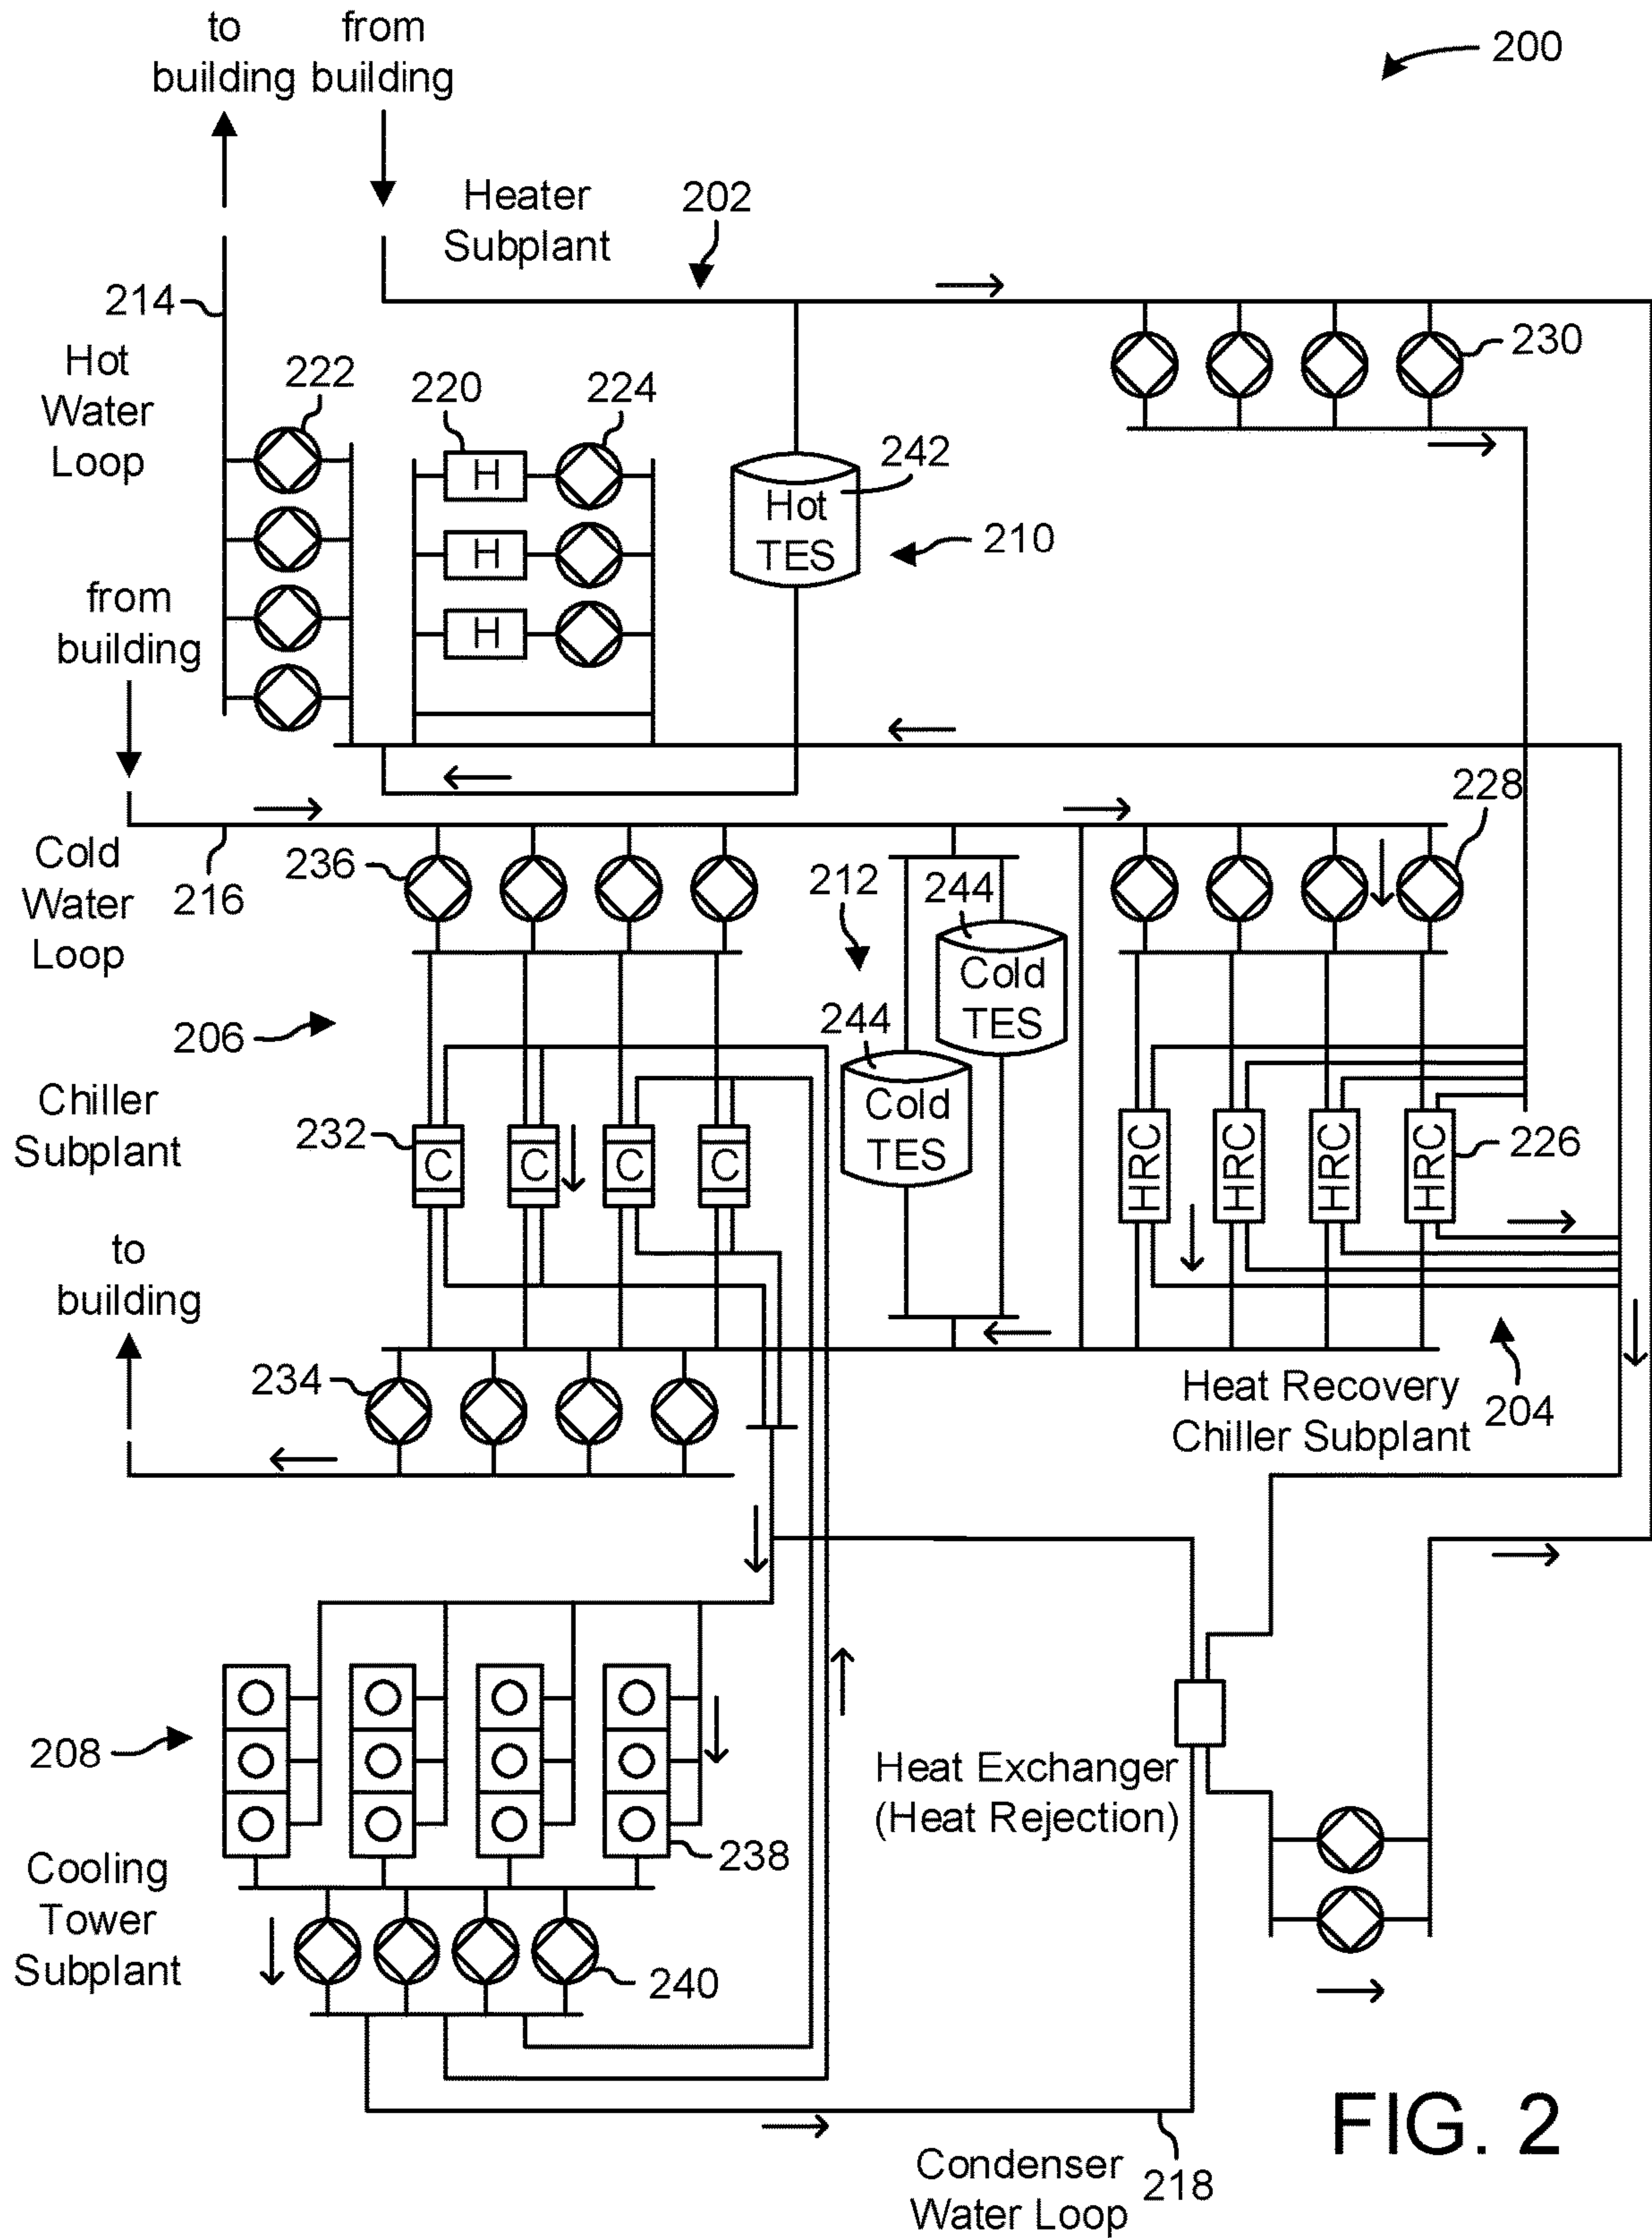 to
building
from
building
200
Heater
Subplant
202
214
Hot
Water
Loop
222
220
224
230
H
H
H
Hot
TES
242
210
from
building
228
Cold
Water
Loop
216
236
212
244
Cold
TES
244
Cold
TES
206
Chiller
Subplant
232
C
C
C
C
HRC
HRC
HRC
HRC
226
to
building
234
Heat Recovery
Chiller Subplant
204
208
238
Heat Exchanger
(Heat Rejection)
Cooling
Tower
Subplant
240
Condenser
Water Loop
218
FIG. 2